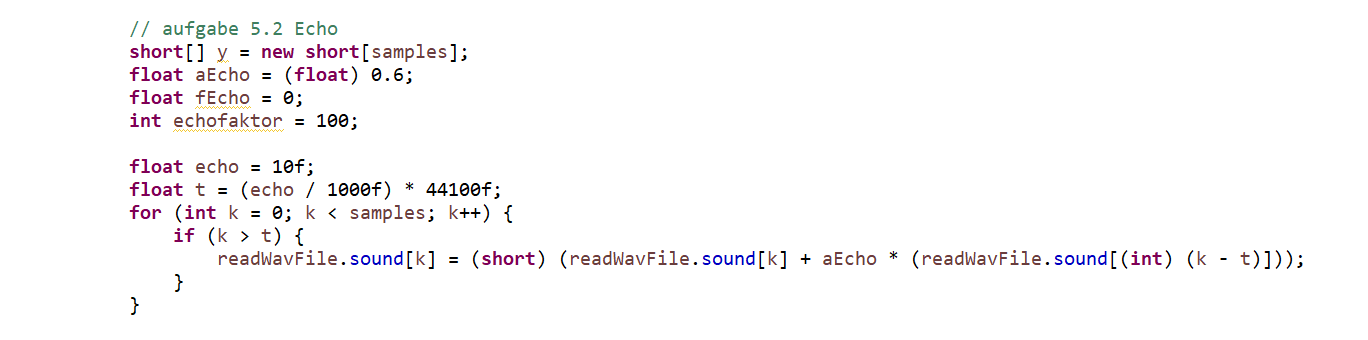 // aufgabe 5.2 Echo
short[] y = new short[samples];
float aEcho = (float) 0.6;
float fEcho = 0;
int echofaktor = 100;

float echo = 10f;
float t = (echo / 1000f) * 44100f;
for (int k = 0; k < samples; k++) {
    if (k > t) {
        readWavFile.sound[k] = (short) (readWavFile.sound[k] + aEcho * (readWavFile.sound[(int) (k - t)]));
    }
}